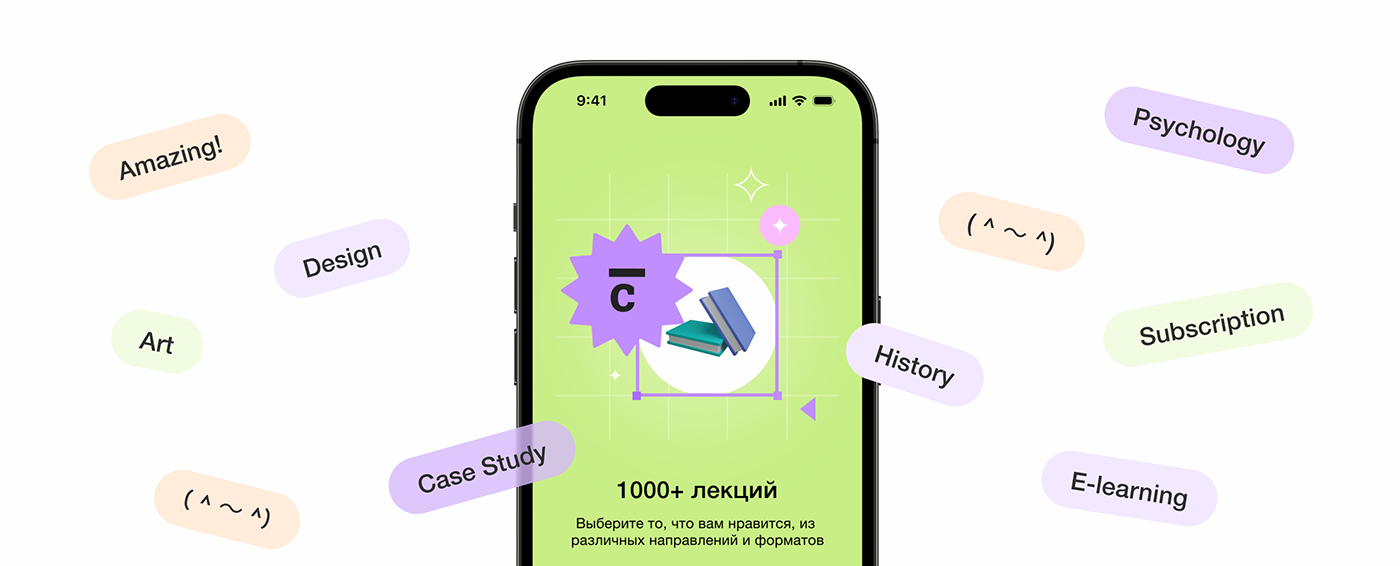 Amazing!
Design
Art
Case Study
( ^ ~ ^)
9:41
c
1000+ лекций
Выберите то, что вам нравится, из
различных направлений и форматов
Psychology
( ^ ~ ^)
Subscription
History
E-learning